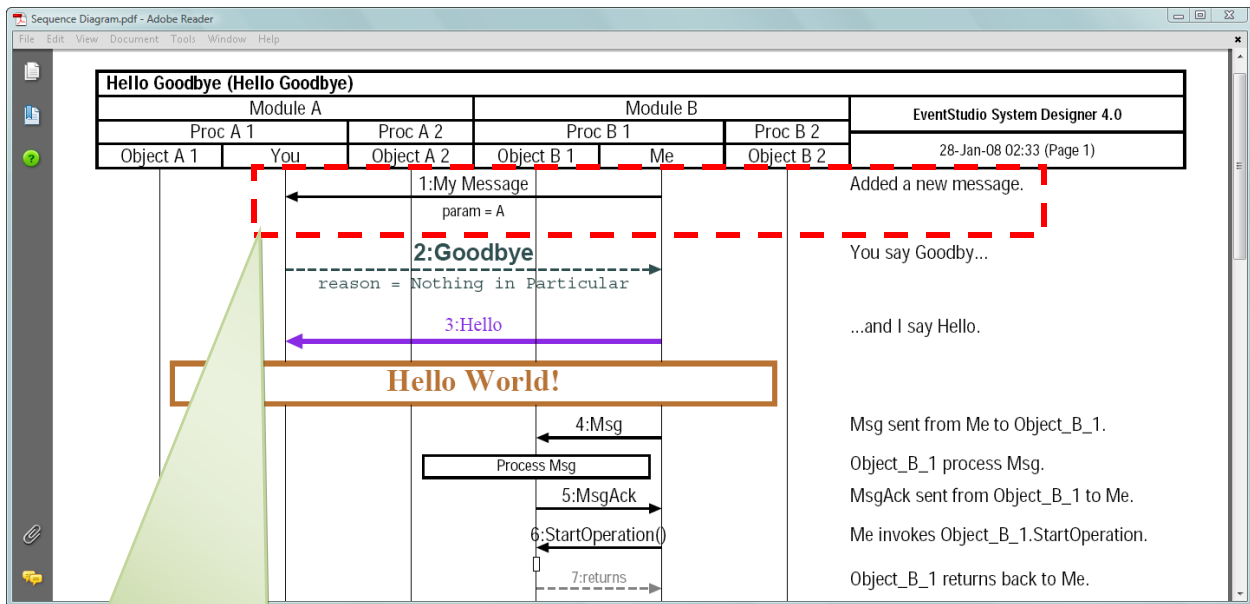 Sequence Diagram.pdf - Adobe Reader
File Edit View Document Tools Window Help
Hello Goodbye (Hello Goodbye)
Module A Module B EventStudio System Designer 4.0
Proc A 1 Proc A 2 Proc B 1 Proc B 2
Object A 1 You Object A 2 Object B 1 Me Object B 2 28-Jan-08 02:33 (Page 1)
1:My Message Added a new message.
param = A
2:Goodbye You say Goodby...
reason = Nothing in Particular
3:Hello ...and I say Hello.
Hello World!
4:Msg Msg sent from Me to Object_B_1.
Process Msg Object_B_1 process Msg.
5:MsgAck MsgAck sent from Object_B_1 to Me.
6:StartOperation() Me invokes Object_B_1.StartOperation.
7:returns Object_B_1 returns back to Me.